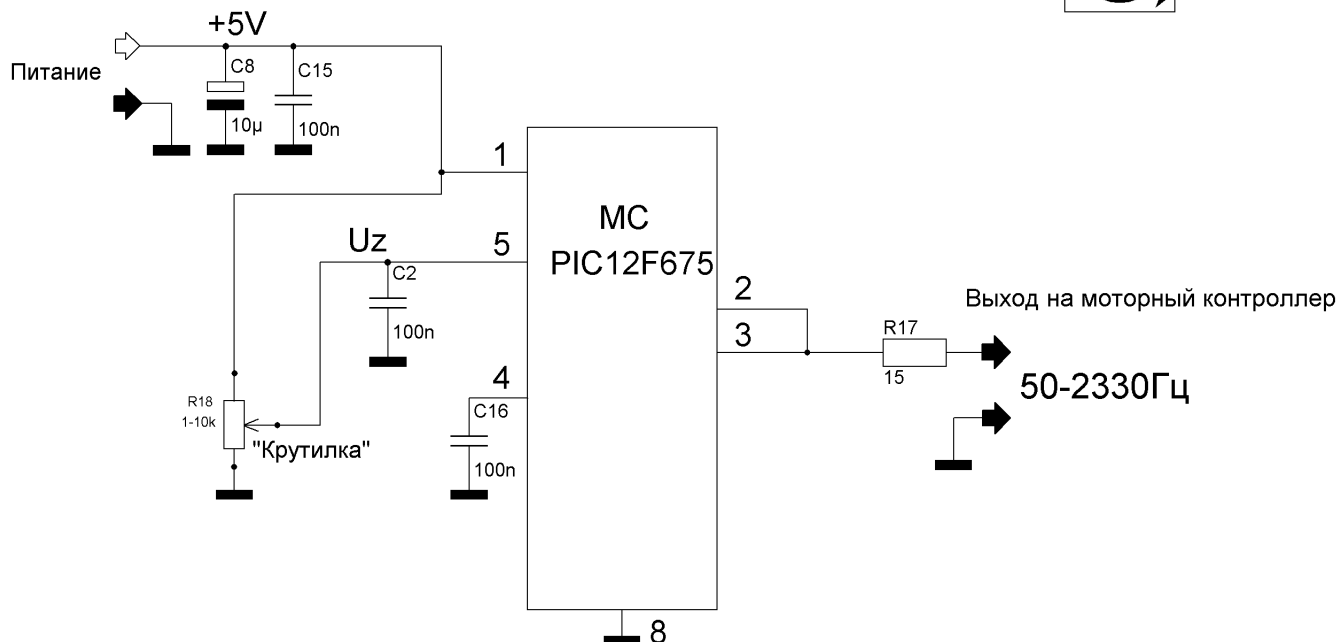 +5V
Питание
C8
C15
10µ
100n
1
МС
PIC12F675
Uz
5
C2
100n
2
3
Выход на моторный контроллер
R17
15
50-2330Гц
4
C16
100n
R18
1-10k
"Крутилка"
8